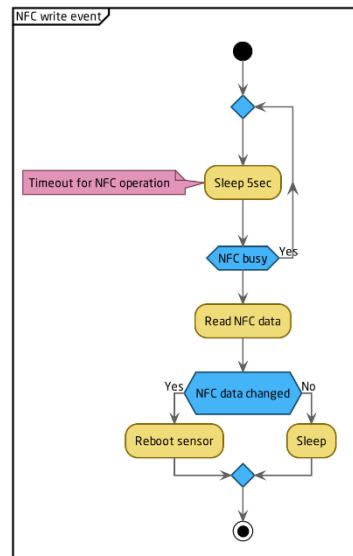 NFC write event
Timeout for NFC operation
Sleep 5sec
NFC busy
Yes
Read NFC data
Yes
NFC data changed
No
Reboot sensor
Sleep